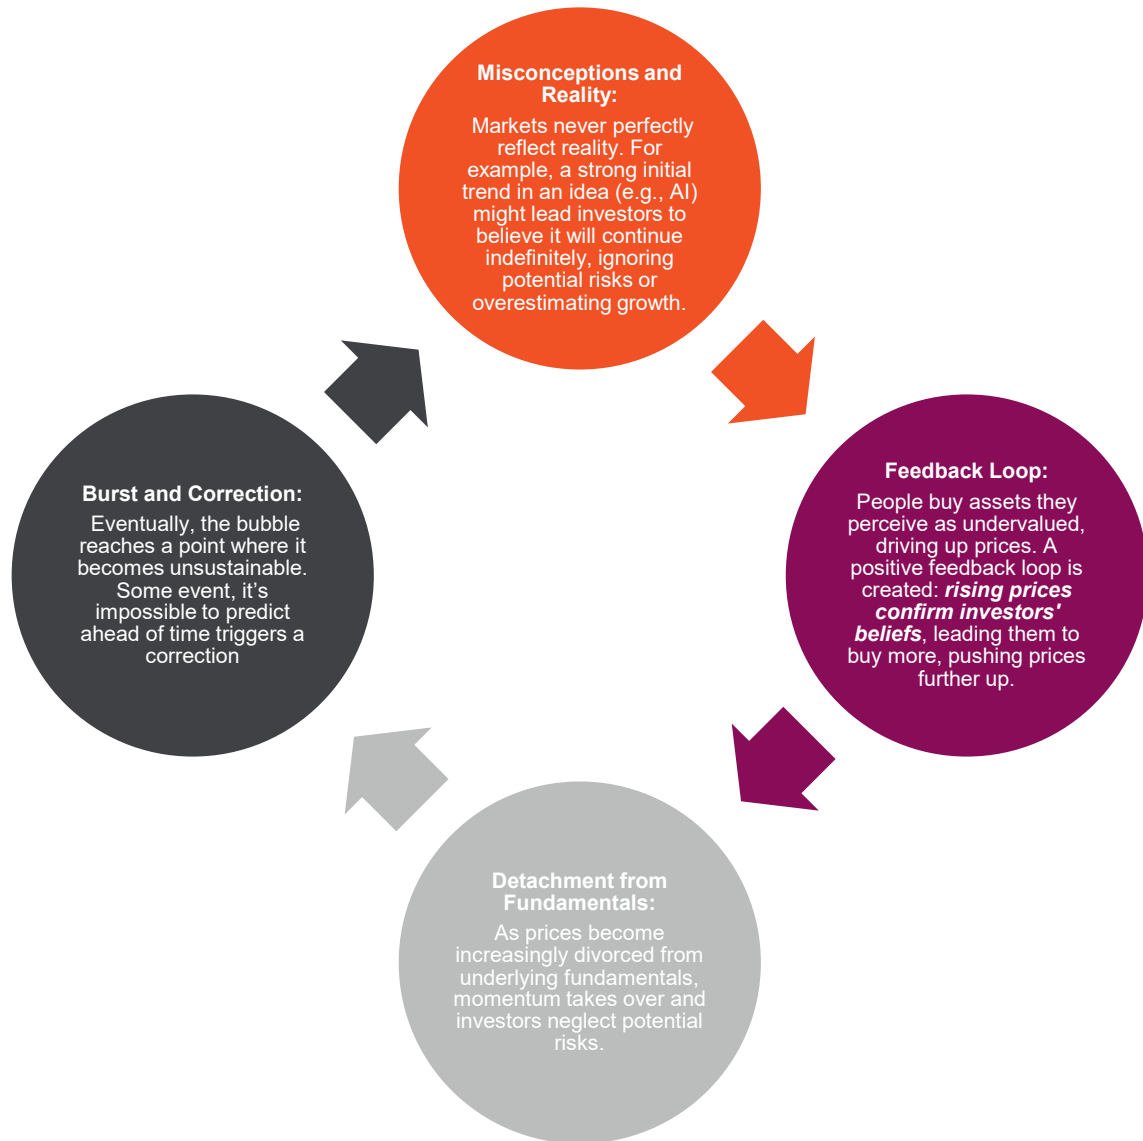 Misconceptions and
Reality:
Markets never perfectly
reflect reality. For
example, a strong initial
trend in an idea (e.g., AI)
might lead investors to
believe it will continue
indefinitely, ignoring
potential risks or
overestimating growth.
Feedback Loop:
People buy assets they
perceive as undervalued,
driving up prices. A
positive feedback loop is
created: rising prices
confirm investors'
beliefs, leading them to
buy more, pushing prices
further up.
Detachment from
Fundamentals:
As prices become
increasingly divorced from
underlying fundamentals,
momentum takes over and
investors neglect potential
risks.
Burst and Correction:
Eventually, the bubble
reaches a point where it
becomes unsustainable.
Some event, it’s
impossible to predict
ahead of time triggers a
correction